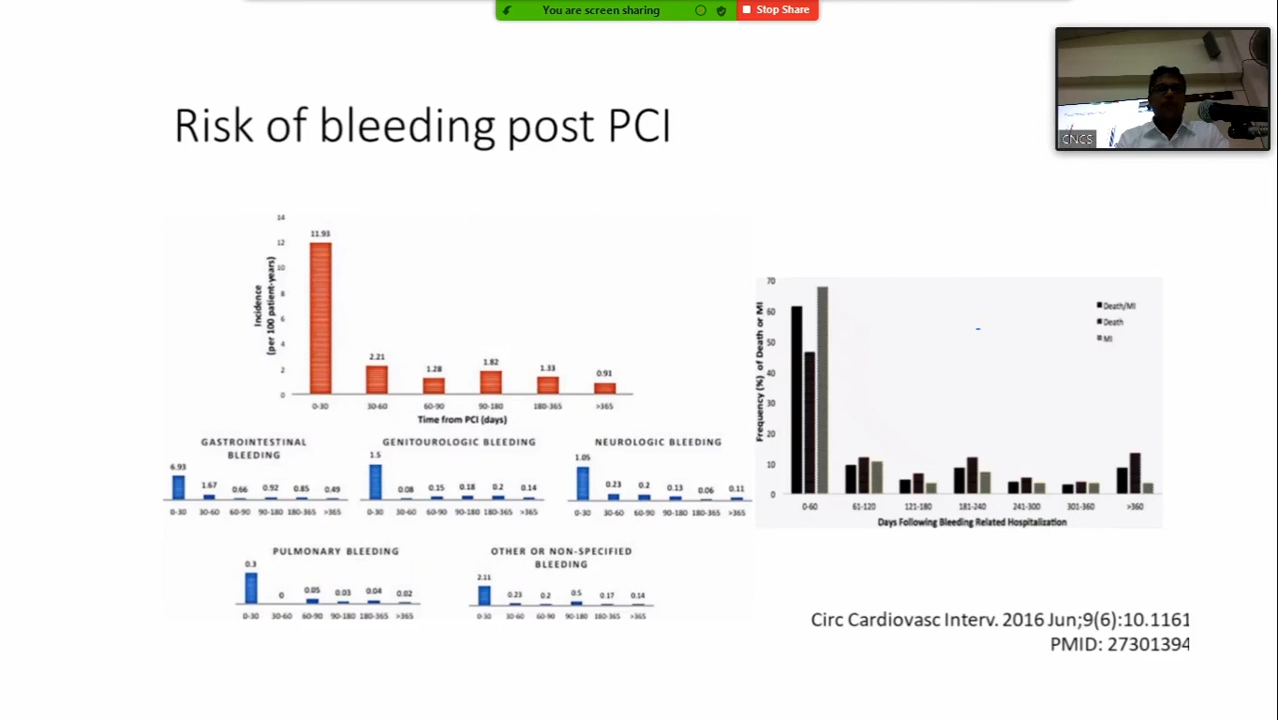 You are screen sharing
Stop Share
CNCS
Risk of bleeding post PCI
14
12
10
8
6
4
2
0
Incidence
(per 100 patient-years)
11.93
2.21
1.28
1.82
1.33
0.91
0-30 30-60 60-90 90-180 180-365 >365
Time from PCI (days)
GASTROINTESTINAL
BLEEDING
6.93 1.67 0.66 0.92 0.85 0.49
0-30 30-60 60-90 90-180 180-365 >365
GENITOUROLOGIC BLEEDING
1.5 0.08 0.15 0.18 0.2 0.14
0-30 30-60 60-90 90-180 180-365 >365
NEUROLOGIC BLEEDING
1.05 0.23 0.2 0.13 0.06 0.11
0-30 30-60 60-90 90-180 180-365 >365
PULMONARY BLEEDING
0.3 0 0.05 0.03 0.04 0.02
0-30 30-60 60-90 90-180 180-365 >365
OTHER OR NON-SPECIFIED
BLEEDING
2.11 0.23 0.2 0.5 0.17 0.14
0-30 30-60 60-90 90-180 180-365 >365
Frequency (%) of Death or MI
70
60
50
40
30
20
10
0
Death/MI
Death
MI
0-60 61-120 121-180 181-240 241-300 301-360 >360
Days Following Bleeding Related Hospitalization
Circ Cardiovasc Interv. 2016 Jun;9(6):10.1161
PMID: 27301394